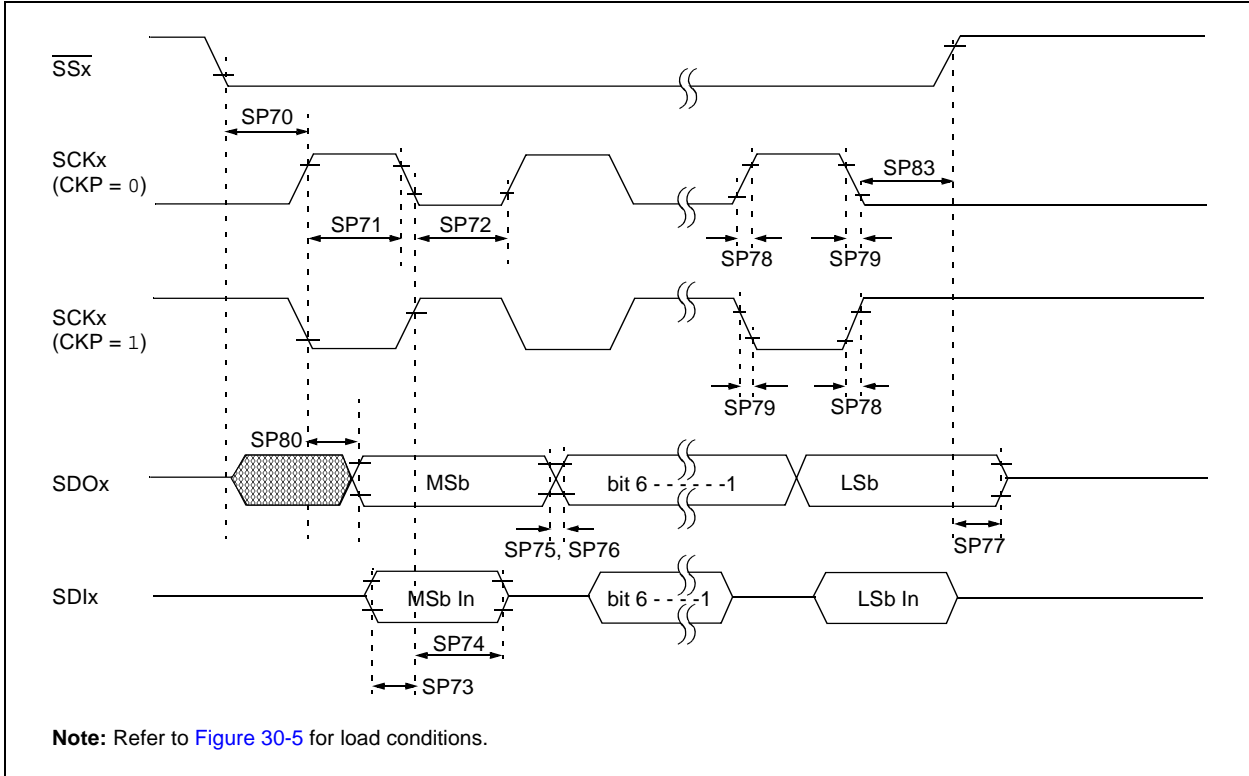 SSx
SP70
SCKx
(CKP = 0)
SP83
SP71
SP72
SP78
SP79
SCKx
(CKP = 1)
SP79
SP78
SP80
SDOx
MSb
bit 6 - - - - - -1
LSb
SP75, SP76
SP77
SDIx
MSb In
bit 6 - - - -1
LSb In
SP74
SP73
Note: Refer to Figure 30-5 for load conditions.